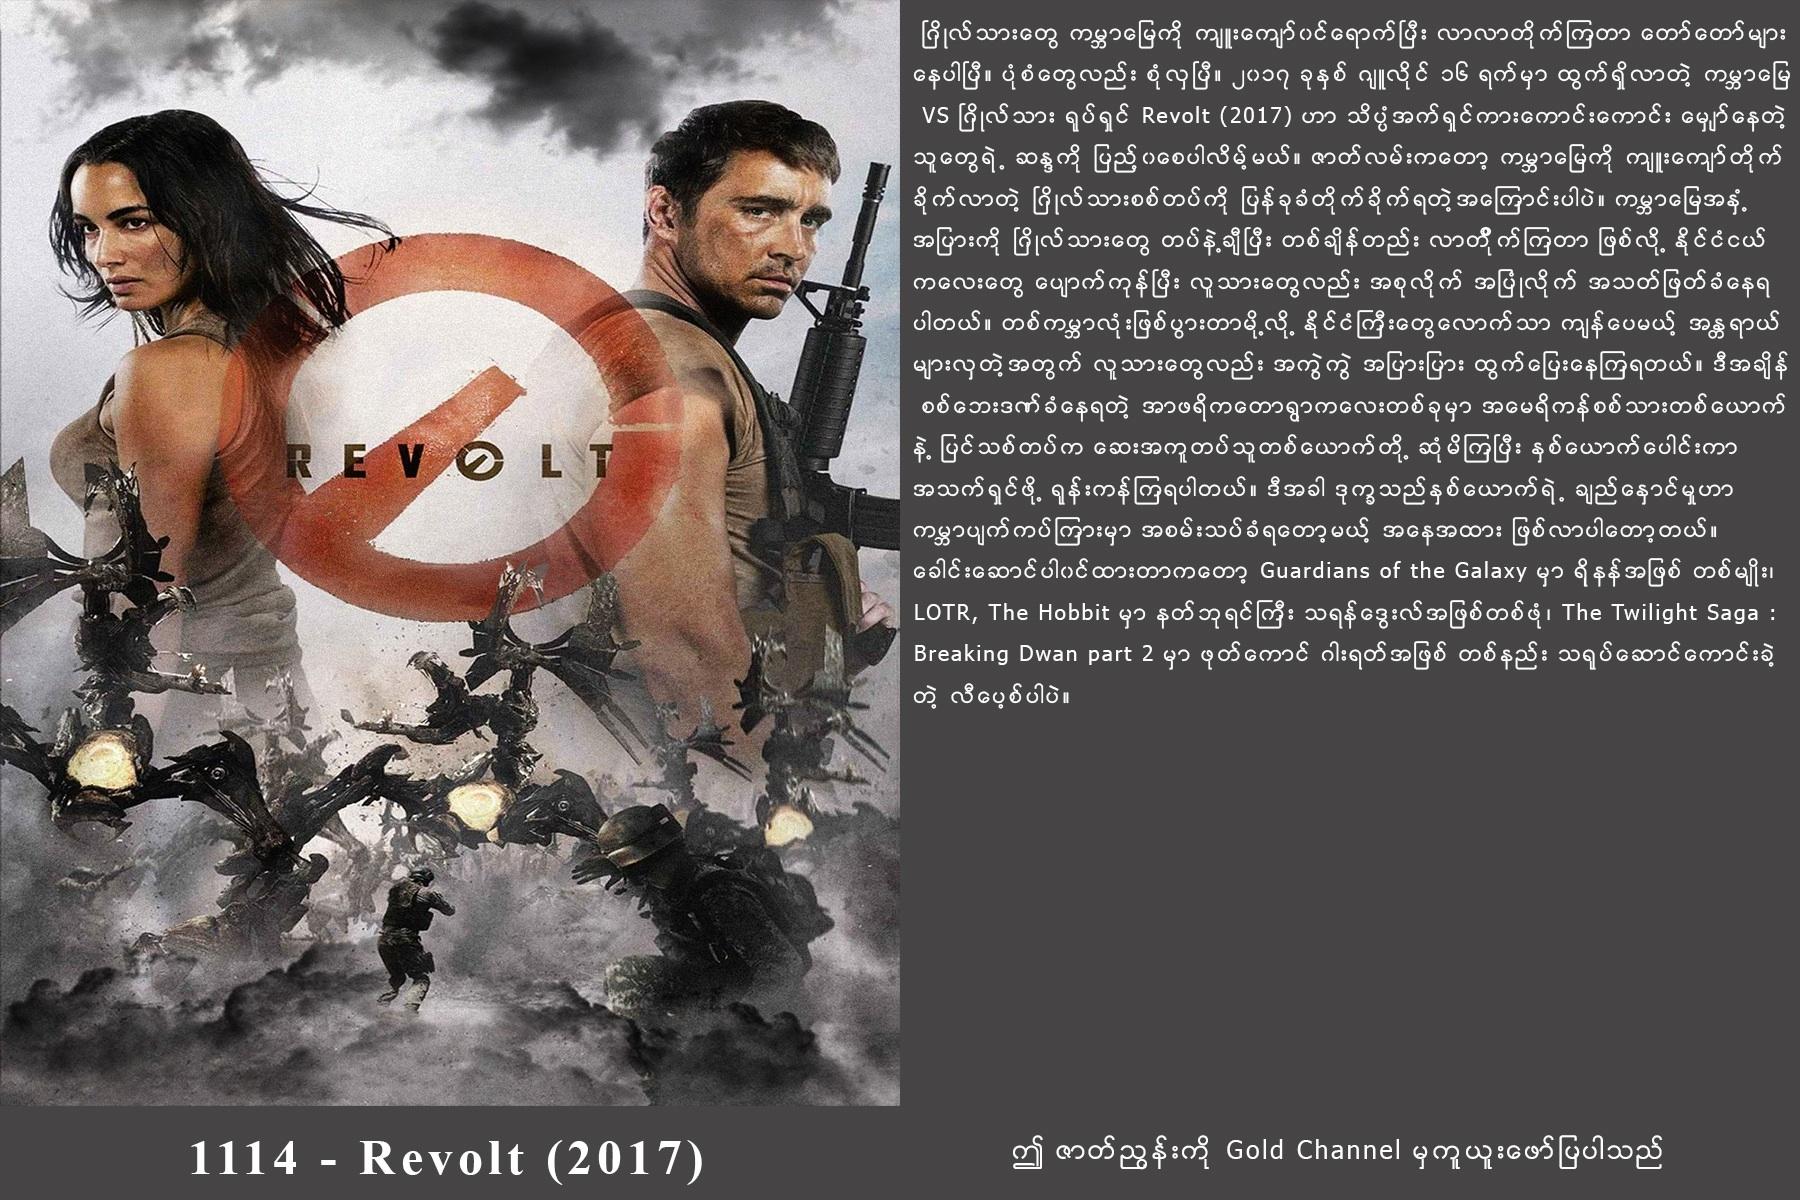 REVOLT
ဂြိုလ်သားတွေ ကမ္ဘာမြေကို ကျူးကျော်ဝင်ရောက်ပြီး လာလာတိုက်ကြတာ တော်တော်များ
နေပါပြီ။ ပုံစံတွေလည်း စုံလှပြီ။ ၂၀၁၇ ခုနှစ် ဂျူလိုင် ၁၆ ရက်မှာ ထွက်ရှိလာတဲ့ ကမ္ဘာမြေ
VS ဂြိုလ်သား ရုပ်ရှင် Revolt (2017) ဟာ သိပ္ပံအက်ရှင်ကားကောင်းကောင်း မျှော်နေတဲ့
သူတွေရဲ့ ဆန္ဒကို ပြည့်ဝစေပါလိမ့်မယ်။ ဇာတ်လမ်းကတော့ ကမ္ဘာမြေကို ကျူးကျော်တိုက်
ခိုက်လာတဲ့ ဂြိုလ်သားစစ်တပ်ကို ပြန်ခုခံတိုက်ခိုက်ရတဲ့အကြောင်းပါပဲ။ ကမ္ဘာမြေအနှံ့
အပြားကို ဂြိုလ်သားတွေ တပ်နဲ့ချီပြီး တစ်ချိန်တည်း လာတိုက်ကြတာ ဖြစ်လို့ နိုင်ငံငယ်
ကလေးတွေ ပျောက်ကုန်ပြီး လူသားတွေလည်း အစုလိုက် အပြုံလိုက် အသတ်ဖြတ်ခံနေရ
ပါတယ်။ တစ်ကမ္ဘာလုံးဖြစ်ပွားတာမို့လို့ နိုင်ငံကြီးတွေလောက်သာ ကျန်ပေမယ့် အန္တရာယ်
များလှတဲ့အတွက် လူသားတွေလည်း အကွဲကွဲ အပြားပြား ထွက်ပြေးနေကြရတယ်။ ဒီအချိန်
စစ်ဘေးဒဏ်ခံနေရတဲ့ အာဖရိကတောရွာကလေးတစ်ခုမှာ အမေရိကန်စစ်သားတစ်ယောက်
နဲ့ ပြင်သစ်တပ်က ဆေးအကူတပ်သူတစ်ယောက်တို့ ဆုံမိကြပြီး နှစ်ယောက်ပေါင်းကာ
အသက်ရှင်ဖို့ ရုန်းကန်ကြရပါတယ်။ ဒီအခါ ဒုက္ခသည်နှစ်ယောက်ရဲ့ ချည်နှောင်မှုဟာ
ကမ္ဘာပျက်ကပ်ကြားမှာ အစမ်းသပ်ခံရတော့မယ့် အနေအထား ဖြစ်လာပါတော့တယ်။
ခေါင်းဆောင်ပါဝင်ထားတာကတော့ Guardians of the Galaxy မှာ ရိုနန်အဖြစ် တစ်မျိုး၊
LOTR, The Hobbit မှာ နတ်ဘုရင်ကြီး သရန်ဒွေးလ်အဖြစ်တစ်ဖုံ၊ The Twilight Saga :
Breaking Dwan part 2 မှာ ဖုတ်ကောင် ဂါးရတ်အဖြစ် တစ်နည်း သရုပ်ဆောင်ကောင်းခဲ့
တဲ့ လီပေ့စ်ပါပဲ။
1114 - Revolt (2017)
ဤ ဇာတ်ညွန်းကို Gold Channel မှကူယူးဖော်ပြပါသည်